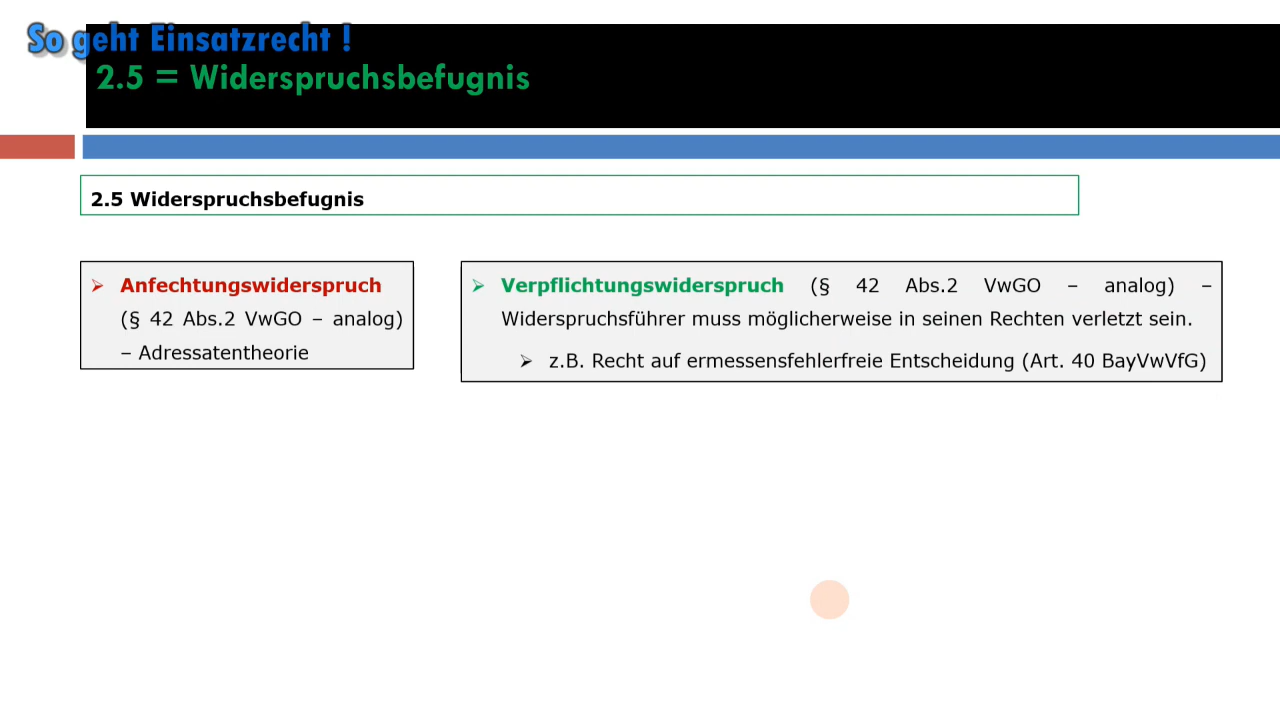 So geht Einsatzrecht !
2.5 = Widerspruchsbefugnis
2.5 Widerspruchsbefugnis
Anfechtungswiderspruch
(§ 42 Abs.2 VwGO – analog)
– Adressatentheorie
Verpflichtungswiderspruch (§ 42 Abs.2 VwGO – analog) –
Widerspruchsführer muss möglicherweise in seinen Rechten verletzt sein.
z.B. Recht auf ermessensfehlerfreie Entscheidung (Art. 40 BayVwVfG)